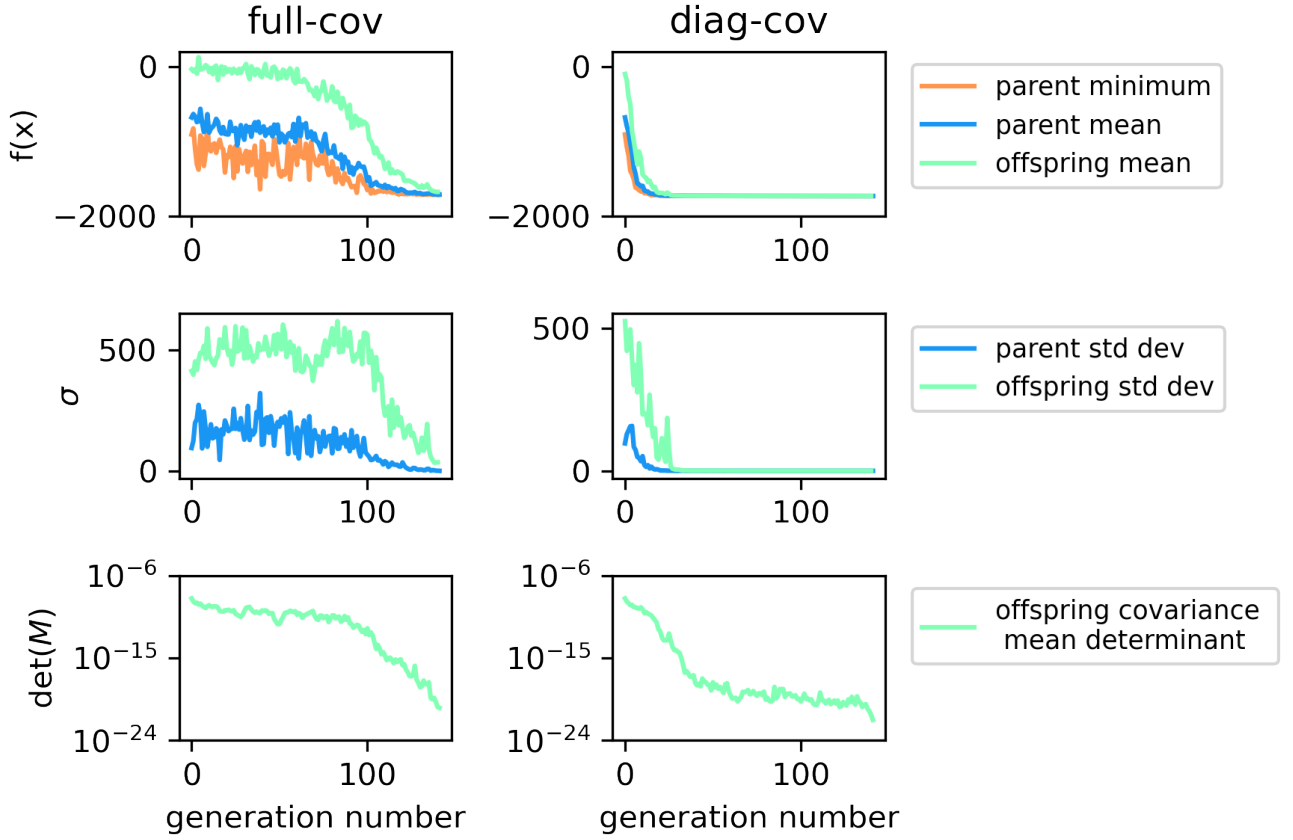 full-cov
diag-cov
f(x)
0
−2000
0
100
0
−2000
0
100
parent minimum
parent mean
offspring mean
σ
500
0
0
100
500
0
0
100
parent std dev
offspring std dev
det(M)
10⁻⁶
10⁻¹⁵
10⁻²⁴
0
100
generation number
10⁻⁶
10⁻¹⁵
10⁻²⁴
0
100
generation number
offspring covariance
mean determinant